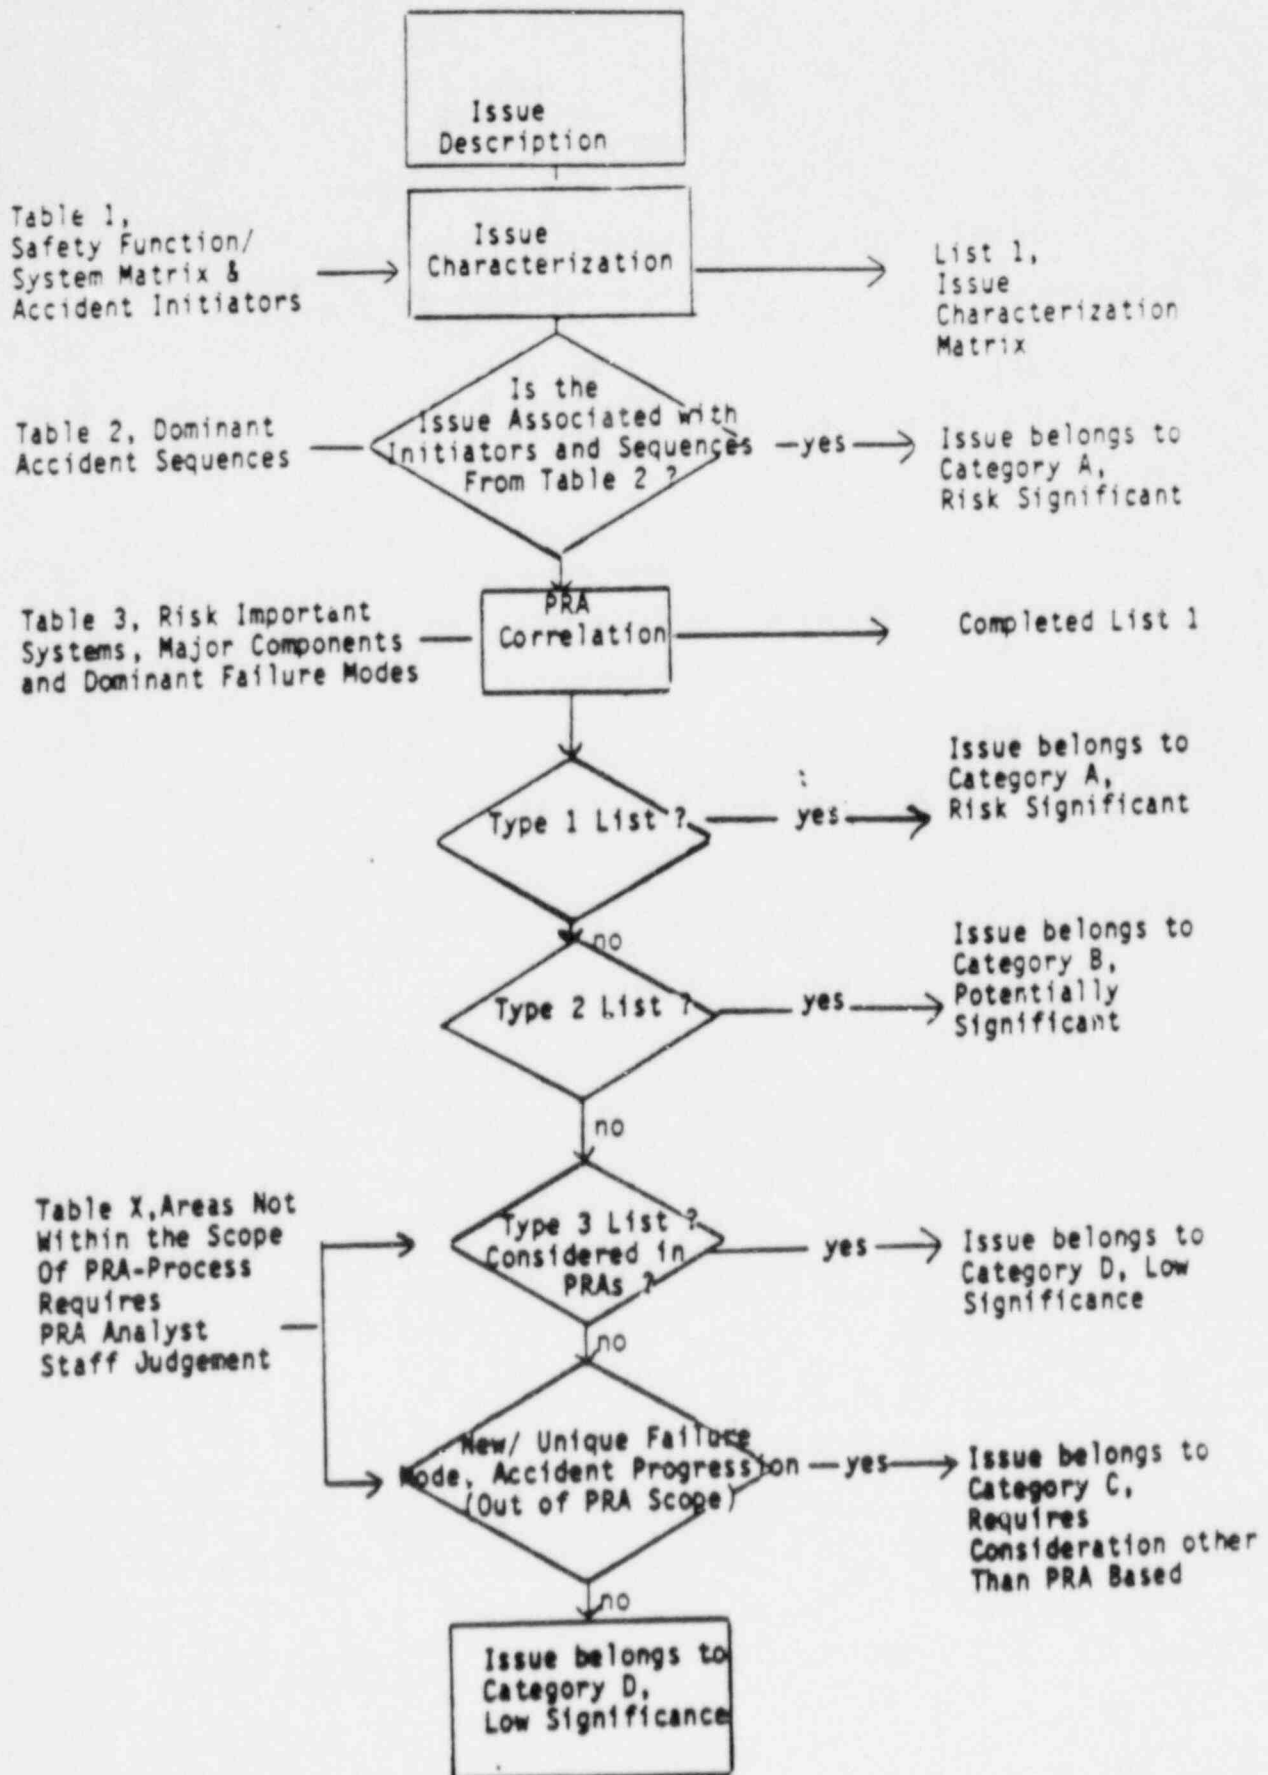 Issue
Description
Table 1,
Safety Function/
System Matrix &
Accident Initiators
Issue
Characterization
List 1,
Issue
Characterization
Matrix
Table 2, Dominant
Accident Sequences
Is the
Issue Associated with
Initiators and Sequences
From Table 2 ?
yes
Issue belongs to
Category A,
Risk Significant
Table 3, Risk Important
Systems, Major Components
and Dominant Failure Modes
PRA
Correlation
Completed List 1
Type 1 List ?
yes
Issue belongs to
Category A,
Risk Significant
no
Type 2 List ?
yes
Issue belongs to
Category B,
Potentially
Significant
no
Table X,Areas Not
Within the Scope
Of PRA-Process
Requires
PRA Analyst
Staff Judgement
Type 3 List ?
Considered in
PRAs ?
yes
Issue belongs to
Category D, Low
Significance
no
New/ Unique Failure
Mode, Accident Progression
(Out of PRA Scope)
yes
Issue belongs to
Category C,
Requires
Consideration other
Than PRA Based
no
Issue belongs to
Category D,
Low Significance